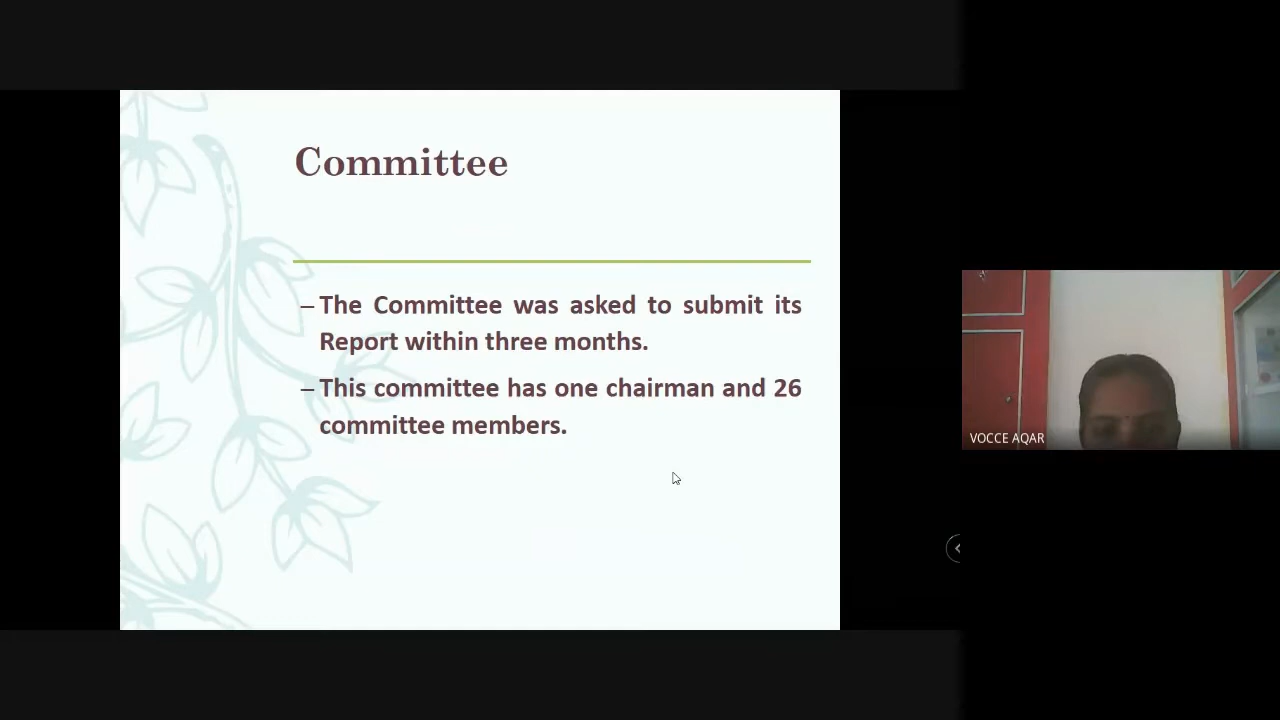 Committee
– The Committee was asked to submit its
Report within three months.
– This committee has one chairman and 26
committee members.
VOCCE AQAR